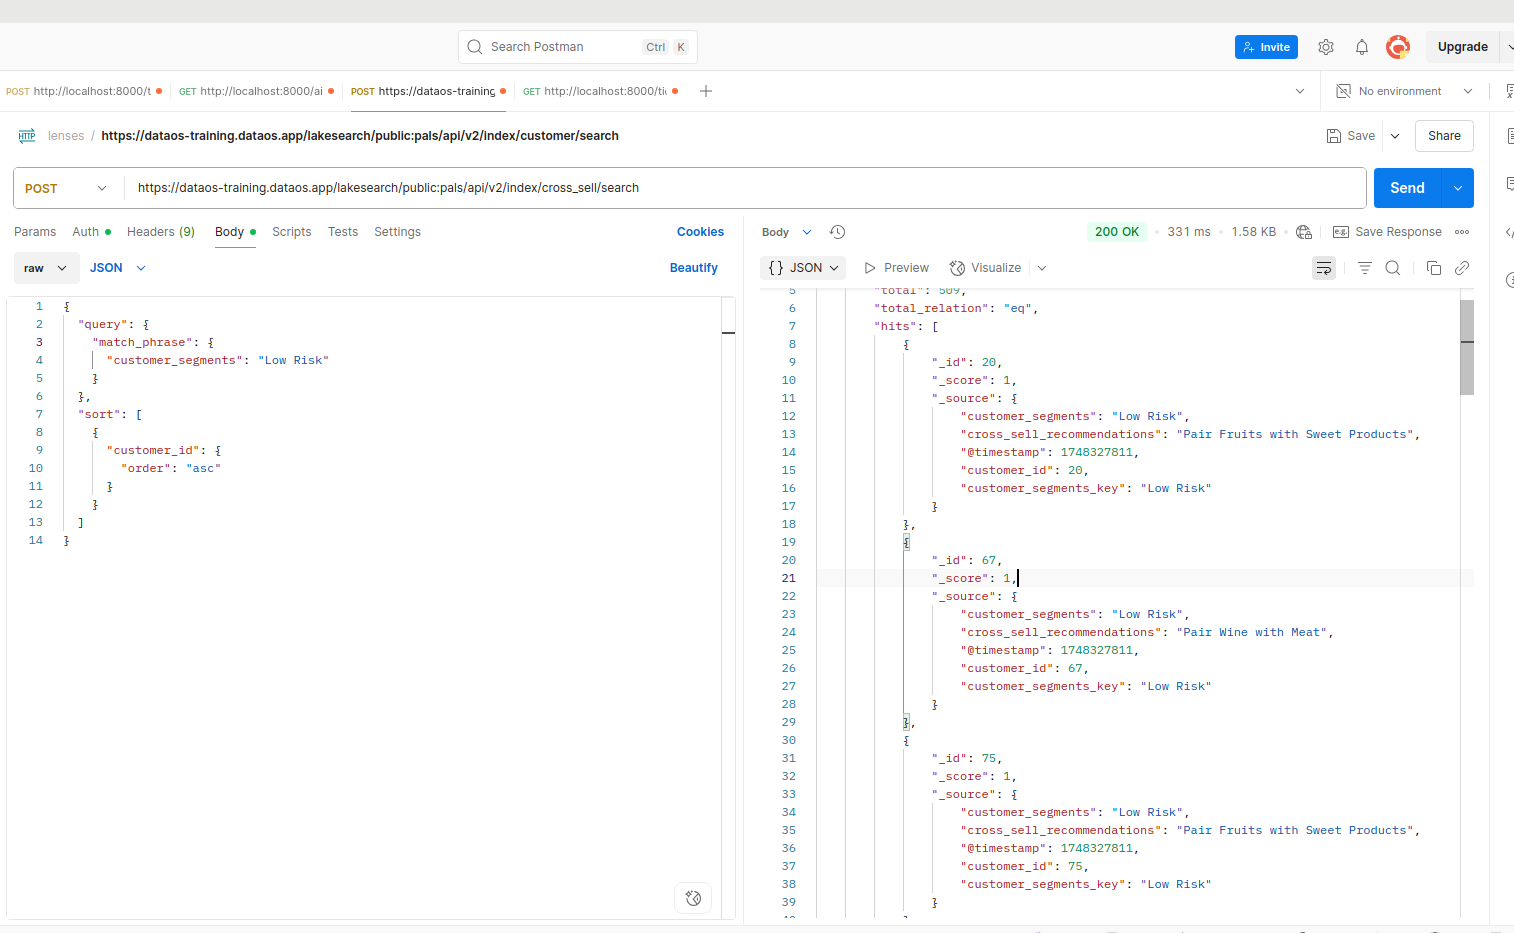 Search Postman Ctrl K Invite Upgrade
POST http://localhost:8000/t GET http://localhost:8000/ai POST https://dataos-training. GET http://localhost:8000/tic No environment
HTTP lenses / https://dataos-training.dataos.app/lakesearch/public:pals/api/v2/index/customer/search Save Share
POST https://dataos-training.dataos.app/lakesearch/public:pals/api/v2/index/cross_sell/search Send
Params Auth Headers (9) Body Scripts Tests Settings Cookies
raw JSON Beautify
1 {
2 "query": {
3 "match_phrase": {
4 "customer_segments": "Low Risk"
5 }
6 },
7 "sort": [
8 {
9 "customer_id": {
10 "order": "asc"
11 }
12 }
13 ]
14 }
Body 200 OK 331 ms 1.58 KB e.g. Save Response
{} JSON Preview Visualize
5 "total": 509,
6 "total_relation": "eq",
7 "hits": [
8 {
9 "_id": 20,
10 "_score": 1,
11 "_source": {
12 "customer_segments": "Low Risk",
13 "cross_sell_recommendations": "Pair Fruits with Sweet Products",
14 "@timestamp": 1748327811,
15 "customer_id": 20,
16 "customer_segments_key": "Low Risk"
17 }
18 },
19 {
20 "_id": 67,
21 "_score": 1,
22 "_source": {
23 "customer_segments": "Low Risk",
24 "cross_sell_recommendations": "Pair Wine with Meat",
25 "@timestamp": 1748327811,
26 "customer_id": 67,
27 "customer_segments_key": "Low Risk"
28 }
29 },
30 {
31 "_id": 75,
32 "_score": 1,
33 "_source": {
34 "customer_segments": "Low Risk",
35 "cross_sell_recommendations": "Pair Fruits with Sweet Products",
36 "@timestamp": 1748327811,
37 "customer_id": 75,
38 "customer_segments_key": "Low Risk"
39 }